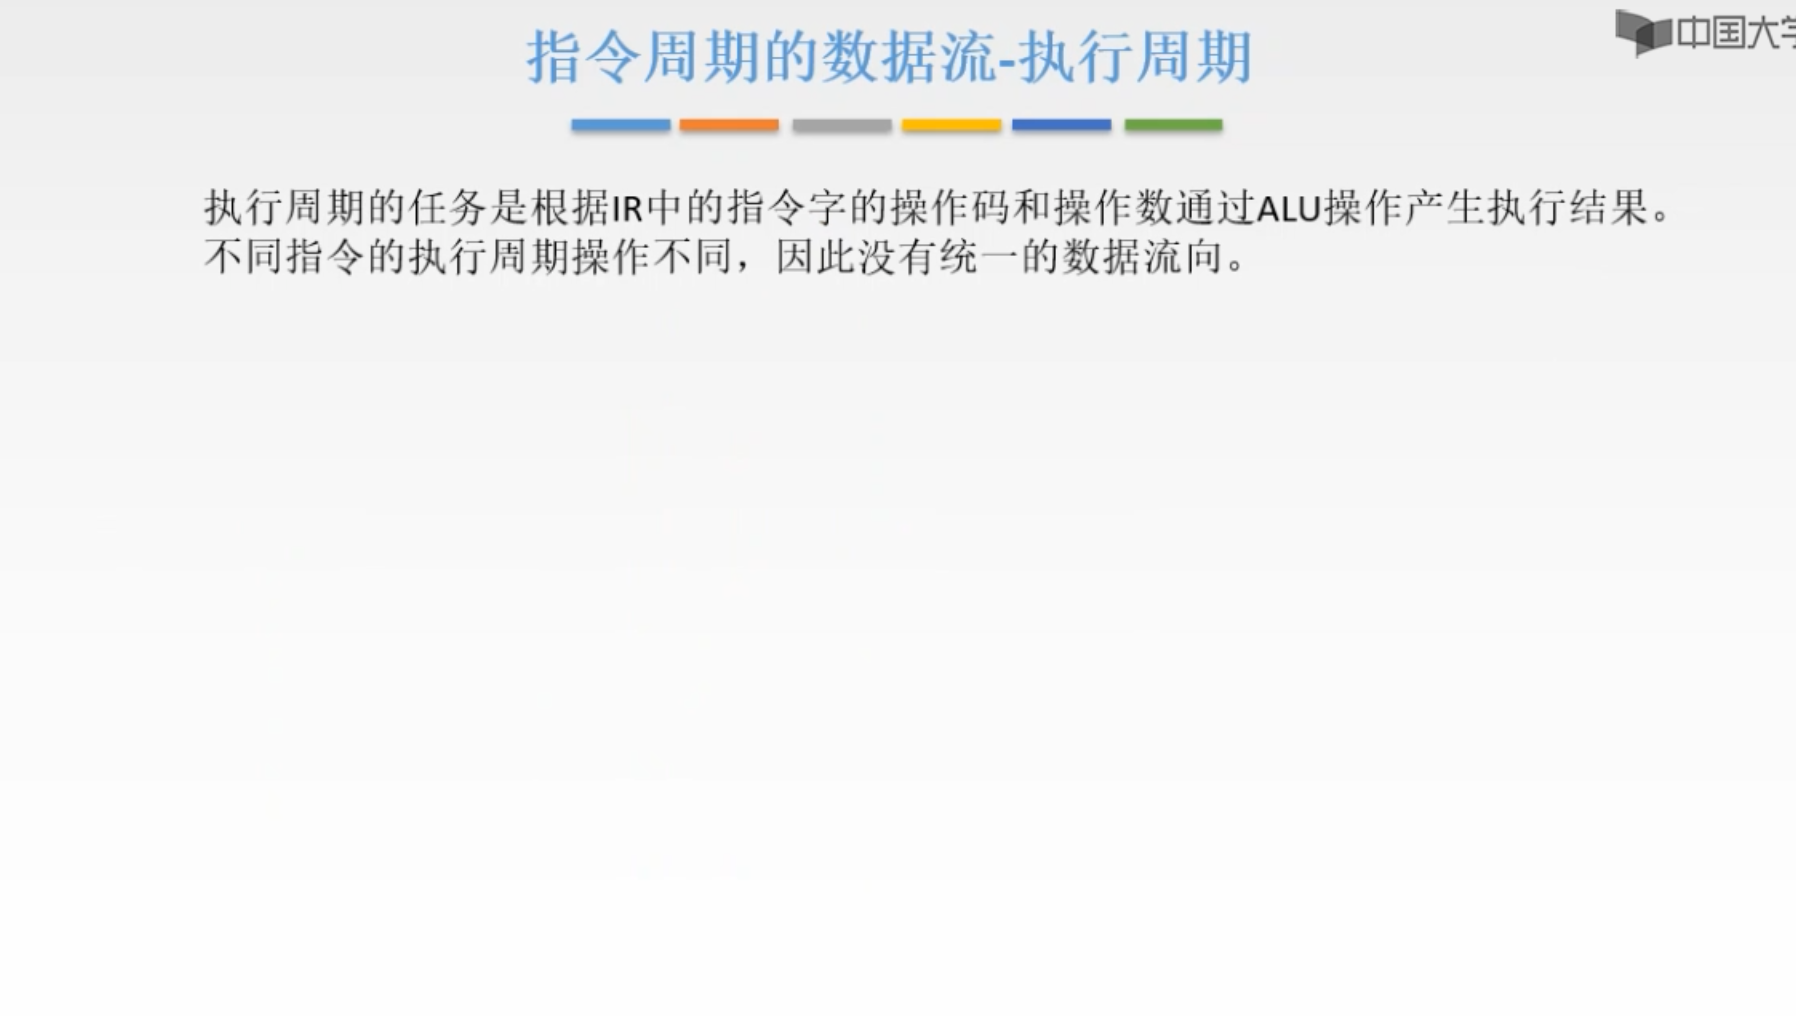 中国大学
指令周期的数据流-执行周期
执行周期的任务是根据IR中的指令字的操作码和操作数通过ALU操作产生执行结果。
不同指令的执行周期操作不同，因此没有统一的数据流向。